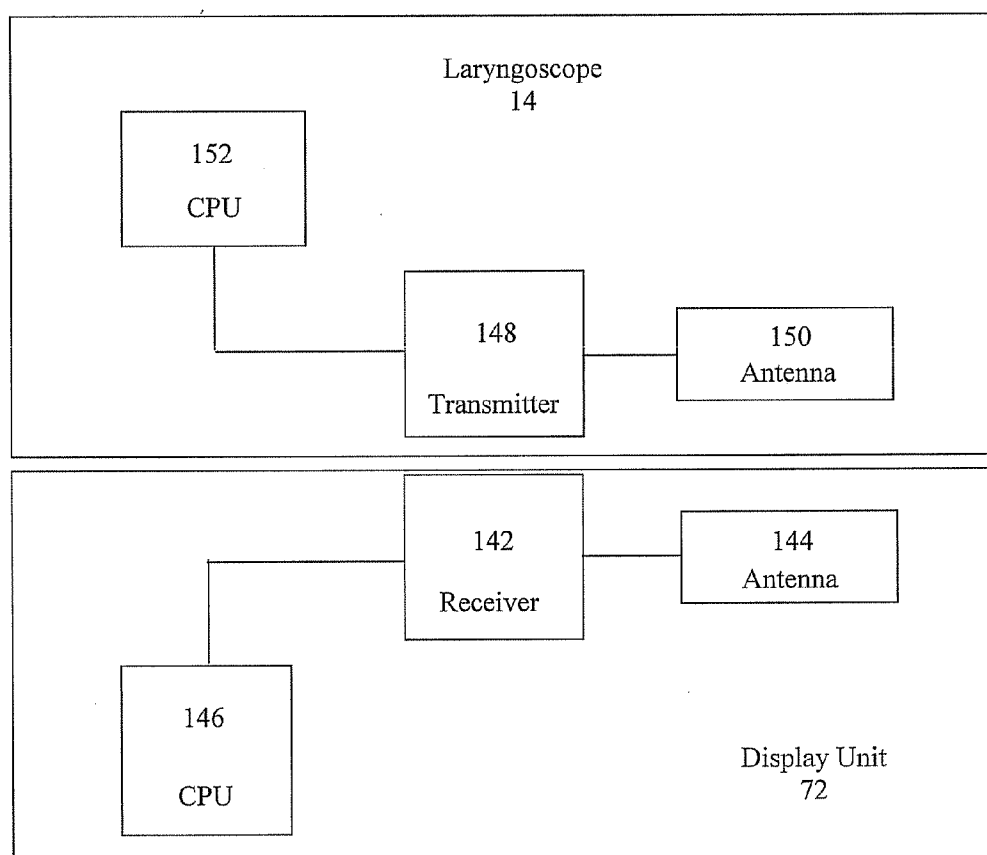 Laryngoscope
14
152
CPU
148
Transmitter
150
Antenna
142
Receiver
144
Antenna
146
CPU
Display Unit
72